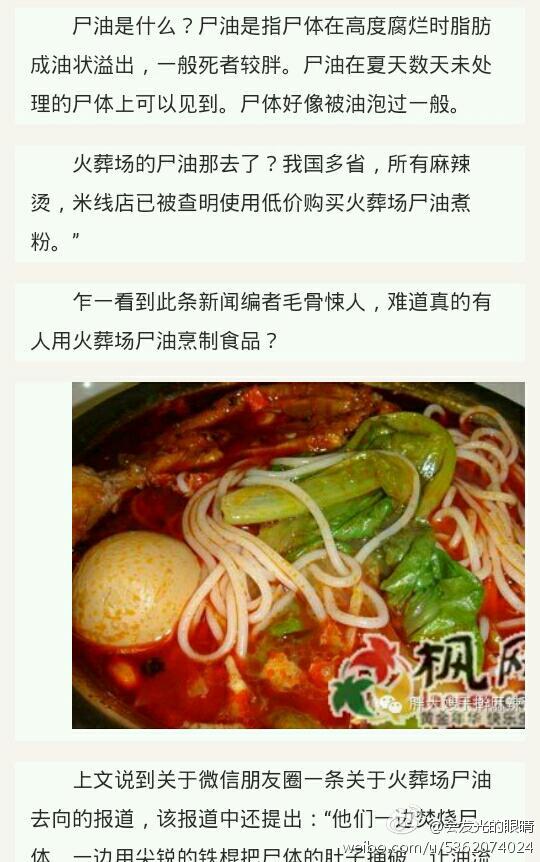 尸油是什么？尸油是指尸体在高度腐烂时脂肪
成油状溢出，一般死者较胖。尸油在夏天数天未处
理的尸体上可以见到。尸体好像被油泡过一般。
火葬场的尸油那去了？我国多省，所有麻辣
烫，米线店已被查明使用低价购买火葬场尸油煮
粉。”
乍一看到此条新闻编者毛骨悚人，难道真的有
人用火葬场尸油烹制食品？
枫网
胖大嫂手擀麻辣
黄金年华 快乐
上文说到关于微信朋友圈一条关于火葬场尸油
去向的报道，该报道中还提出：“他们一边焚烧尸
@会发光的眼睛
体，一边用尖锐的铁棍把尸体的肚子捅破，让油溢
weibo.com/u/5362074024